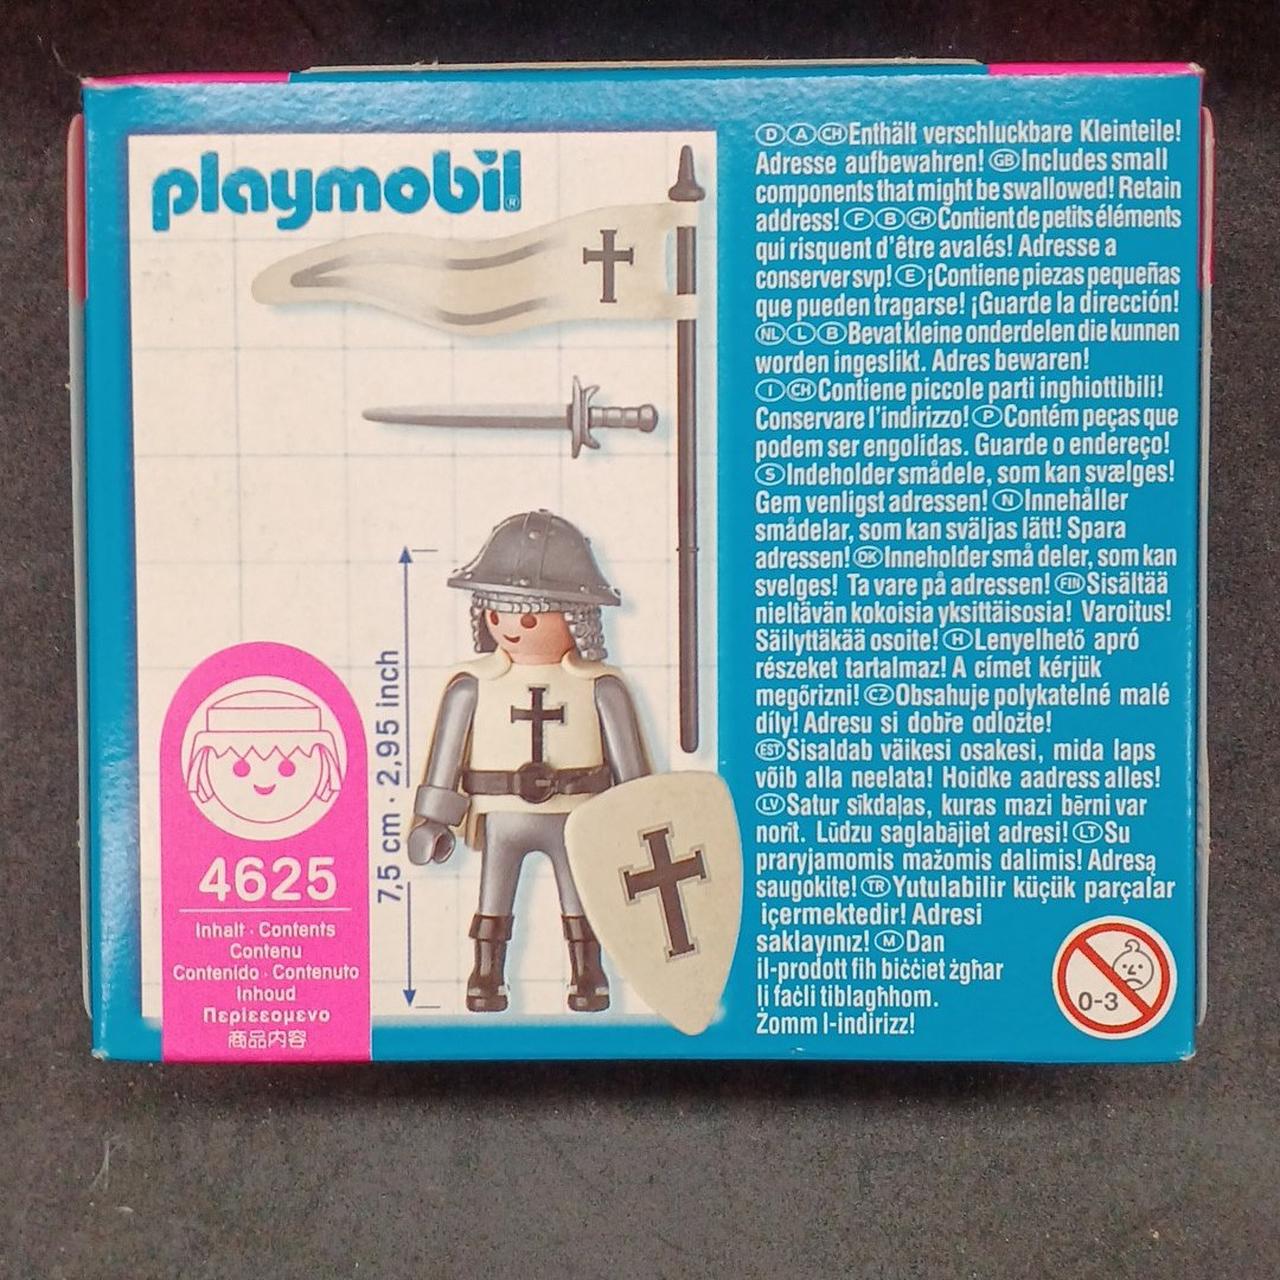 playmobil®
7,5 cm · 2,95 inch
4625
Inhalt · Contents
Contenu
Contenido · Contenuto
Inhoud
Περιεεομενο
商品内容
D A CH Enthält verschluckbare Kleinteile!
Adresse aufbewahren! GB Includes small
components that might be swallowed! Retain
address! F B CH Contient de petits éléments
qui risquent d'être avalés! Adresse a
conserver svp! E ¡Contiene piezas pequeñas
que pueden tragarse! ¡Guarde la dirección!
NL L B Bevat kleine onderdelen die kunnen
worden ingeslikt. Adres bewaren!
I CH Contiene piccole parti inghiottibili!
Conservare l'indirizzo! P Contém peças que
podem ser engolidas. Guarde o endereço!
S Indeholder smådele, som kan svælges!
Gem venligst adressen! N Innehåller
smådelar, som kan sväljas lätt! Spara
adressen! DK Inneholder små deler, som kan
svelges! Ta vare på adressen! FIN Sisältää
nieltävän kokoisia yksittäisosia! Varoitus!
Säilyttäkää osoite! H Lenyelhető apró
részeket tartalmaz! A címet kérjük
megőrizni! CZ Obsahuje polykatelné malé
díly! Adresu si dobře odložte!
EST Sisaldab väikesi osakesi, mida laps
võib alla neelata! Hoidke aadress alles!
LV Satur sīkdaļas, kuras mazi bērni var
norīt. Lūdzu saglabājiet adresi! LT Su
praryjamomis mažomis dalimis! Adresą
saugokite! TR Yutulabilir küçük parçalar
içermektedir! Adresi
saklayınız! M Dan
il-prodott fih biċċiet żgħar
li faċli tiblagħhom.
Żomm l-indirizz!
0-3